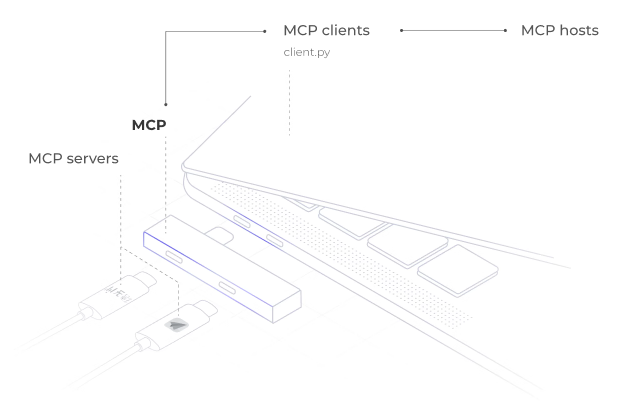 MCP clients
client.py
MCP hosts
MCP
MCP servers